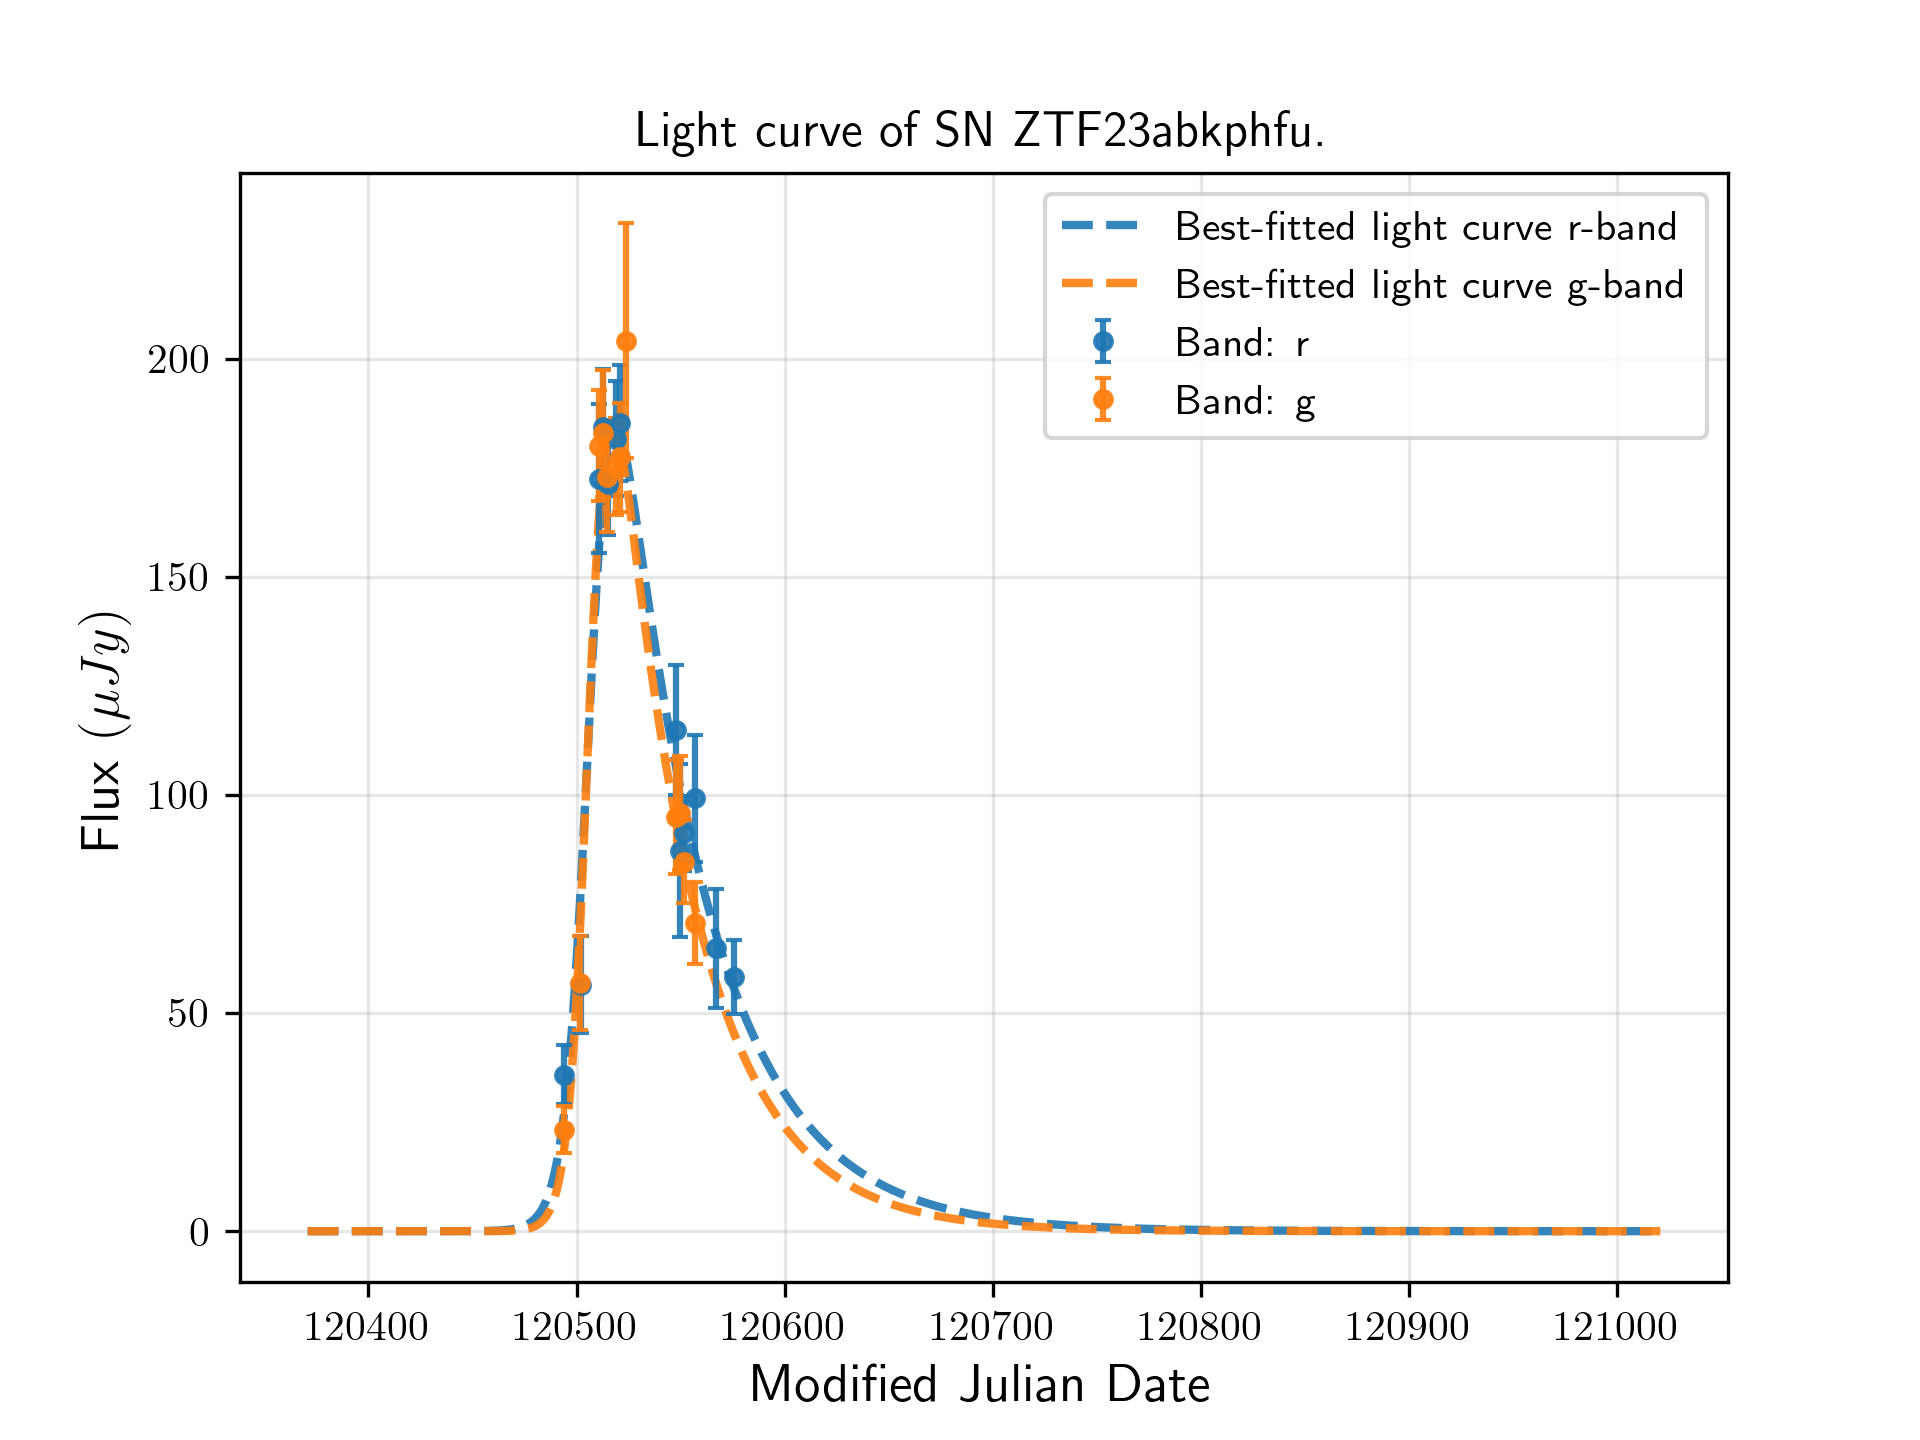 Light curve of SN ZTF23abkphfu.
Best-fitted light curve r-band
Best-fitted light curve g-band
Band: r
Band: g
200
150
100
50
0
Flux (μJy)
120400 120500 120600 120700 120800 120900 121000
Modified Julian Date